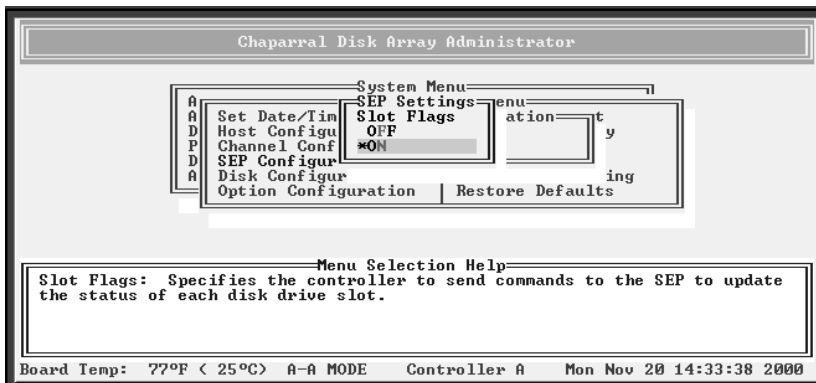 Chaparral Disk Array Administrator
System Menu
A SEP Settings enu
A Set Date/Tim Slot Flags ation t
D Host Configu OFF y
P Channel Conf *ON
D SEP Configur
A Disk Configur ing
Option Configuration | Restore Defaults
Menu Selection Help
Slot Flags: Specifies the controller to send commands to the SEP to update
the status of each disk drive slot.
Board Temp: 77ºF ( 25ºC) A-A MODE Controller A Mon Nov 20 14:33:38 2000